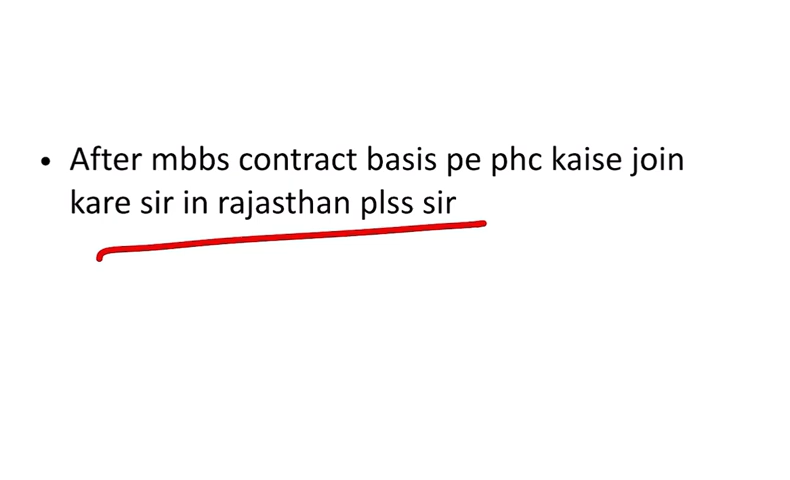 • After mbbs contract basis pe phc kaise join
kare sir in rajasthan plss sir